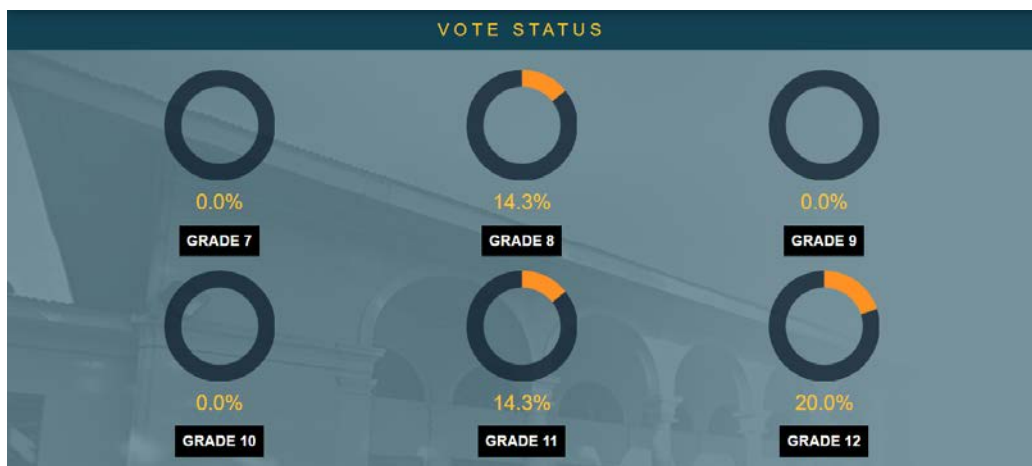 VOTE STATUS
0.0% 14.3% 0.0%
GRADE 7 GRADE 8 GRADE 9
0.0% 14.3% 20.0%
GRADE 10 GRADE 11 GRADE 12